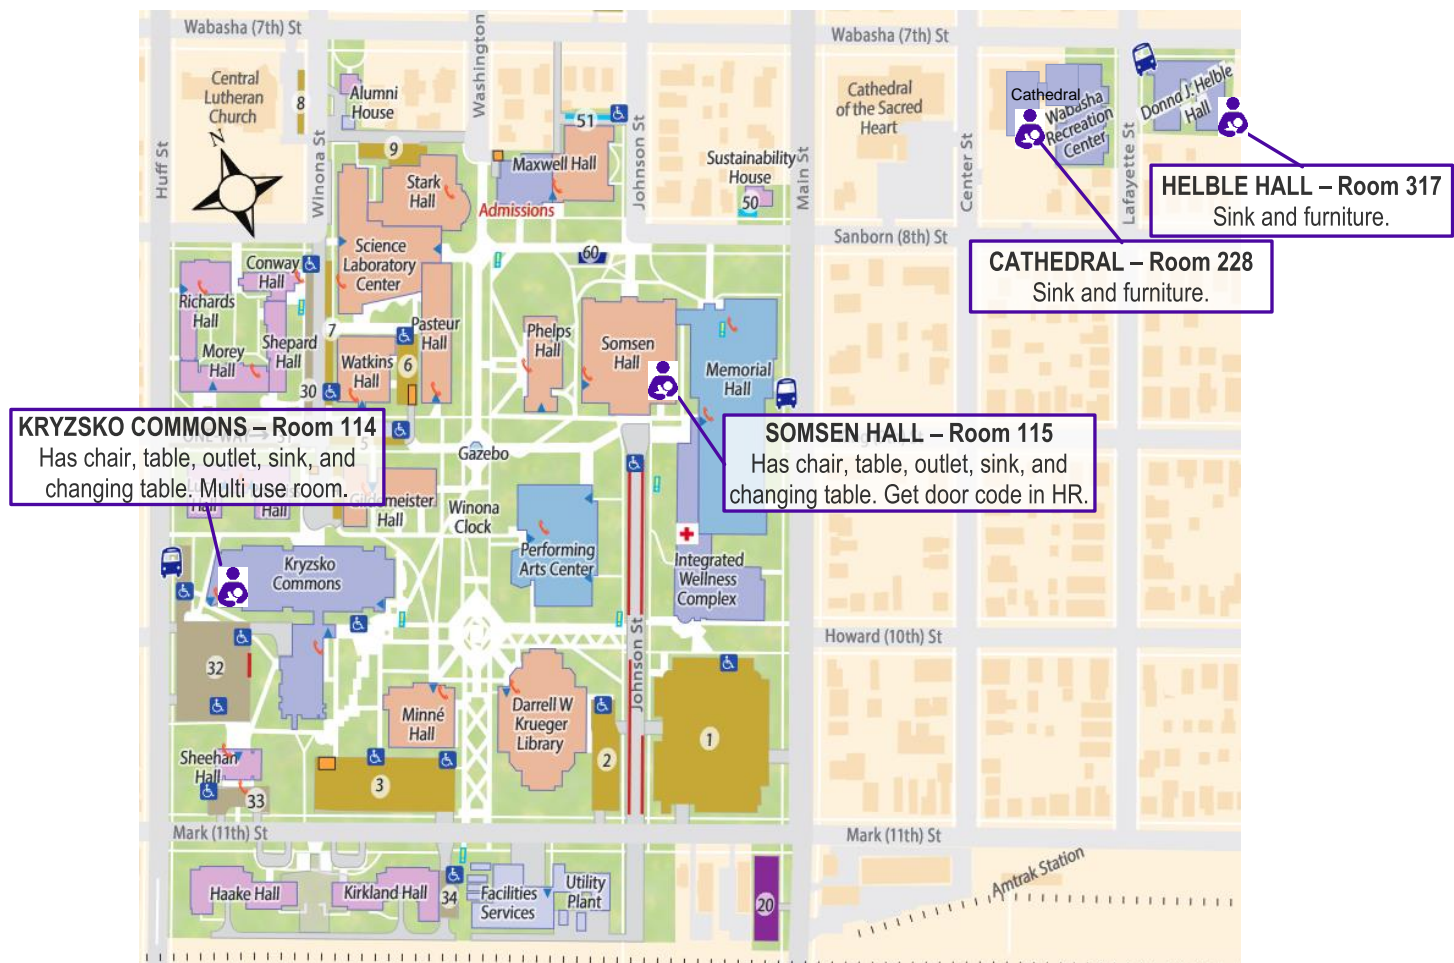 Wabasha (7th) St
Washington
Wabasha (7th) St
Central
Lutheran
Church
8
Alumni
House
51
Johnson St
Cathedral
of the Sacred
Heart
Cathedral
Wabasha
Recreation
Center
Donna J. Helble
Hall
N
Huff St
Winona St
9
Stark
Hall
Maxwell Hall
Admissions
Sustainability
House
50
Main St
Center St
Lafayette St
HELBLE HALL – Room 317
Sink and furniture.
Sanborn (8th) St
CATHEDRAL – Room 228
Sink and furniture.
Science
Laboratory
Center
60
Conway
Hall
Richards
Hall
7
Pasteur
Hall
Phelps
Hall
Somsen
Hall
Memorial
Hall
Shepard
Hall
Morey
Hall
Watkins
Hall
6
30
KRYZSKO COMMONS – Room 114
Has chair, table, outlet, sink, and
changing table. Multi use room.
5
Gazebo
SOMSEN HALL – Room 115
Has chair, table, outlet, sink, and
changing table. Get door code in HR.
Hall
Hall
Gildemeister
Hall
Winona
Clock
Performing
Arts Center
Integrated
Wellness
Complex
Kryzsko
Commons
Howard (10th) St
Johnson St
32
Minné
Hall
Darrell W
Krueger
Library
1
2
3
Sheehan
Hall
33
Mark (11th) St
Mark (11th) St
Haake Hall
Kirkland Hall
34
Facilities
Services
Utility
Plant
20
Amtrak Station